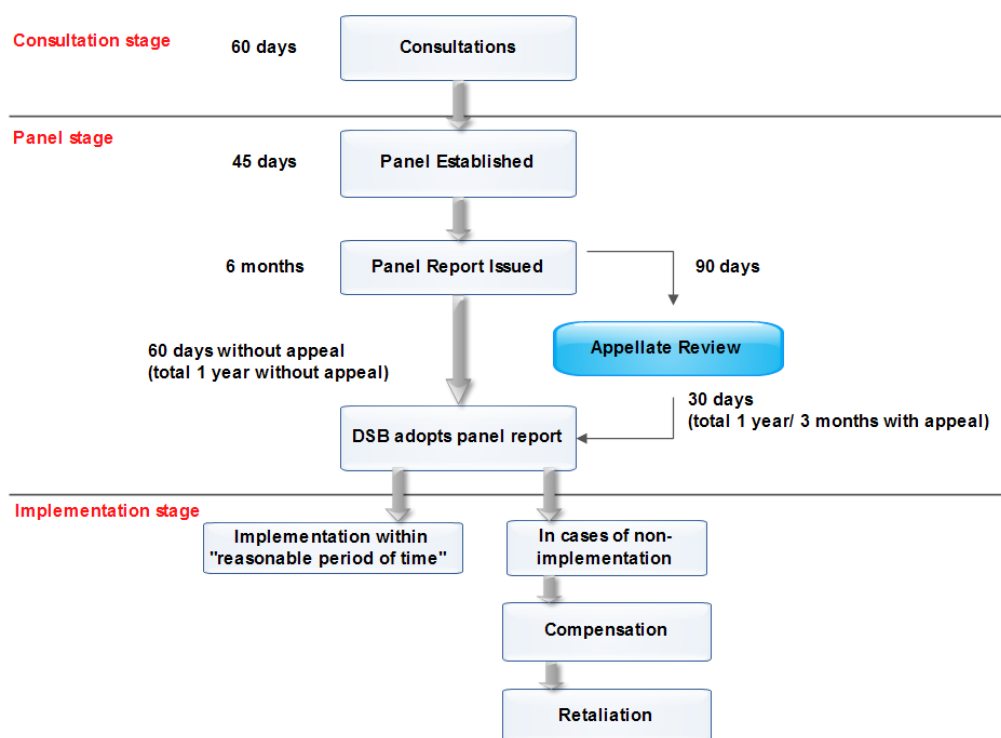 Consultation stage
60 days
Consultations
Panel stage
45 days
Panel Established
6 months
Panel Report Issued
90 days
60 days without appeal
(total 1 year without appeal)
Appellate Review
30 days
(total 1 year/ 3 months with appeal)
DSB adopts panel report
Implementation stage
Implementation within
"reasonable period of time"
In cases of non-
implementation
Compensation
Retaliation